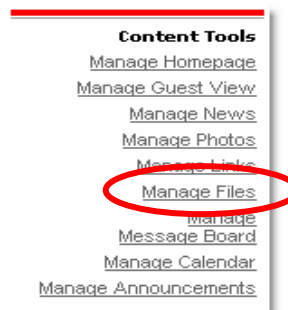 Content Tools
Manage Homepage
Manage Guest View
Manage News
Manage Photos
Manage Links
Manage Files
Manage
Message Board
Manage Calendar
Manage Announcements